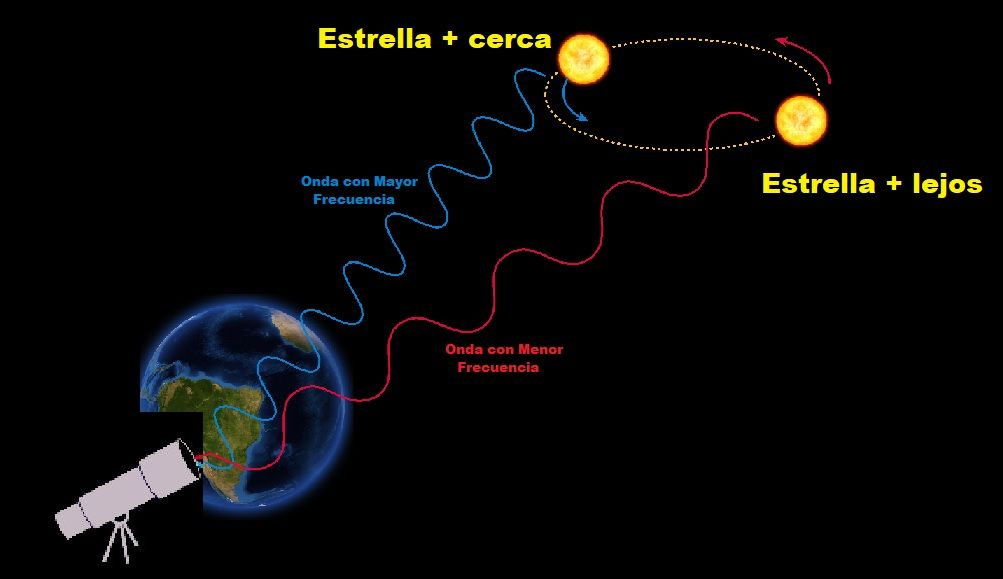 Estrella + cerca
Onda con Mayor
Frecuencia
Estrella + lejos
Onda con Menor
Frecuencia